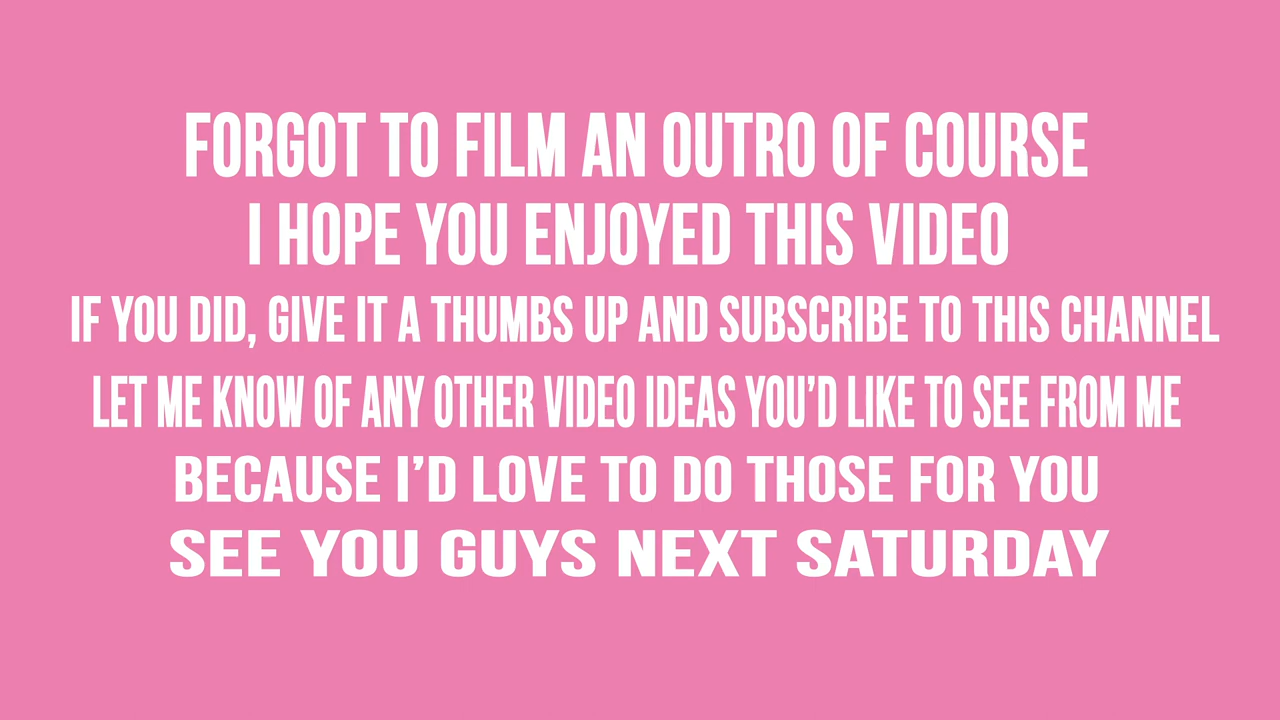 FORGOT TO FILM AN OUTRO OF COURSE
I HOPE YOU ENJOYED THIS VIDEO
IF YOU DID, GIVE IT A THUMBS UP AND SUBSCRIBE TO THIS CHANNEL
LET ME KNOW OF ANY OTHER VIDEO IDEAS YOU’D LIKE TO SEE FROM ME
BECAUSE I’D LOVE TO DO THOSE FOR YOU
SEE YOU GUYS NEXT SATURDAY